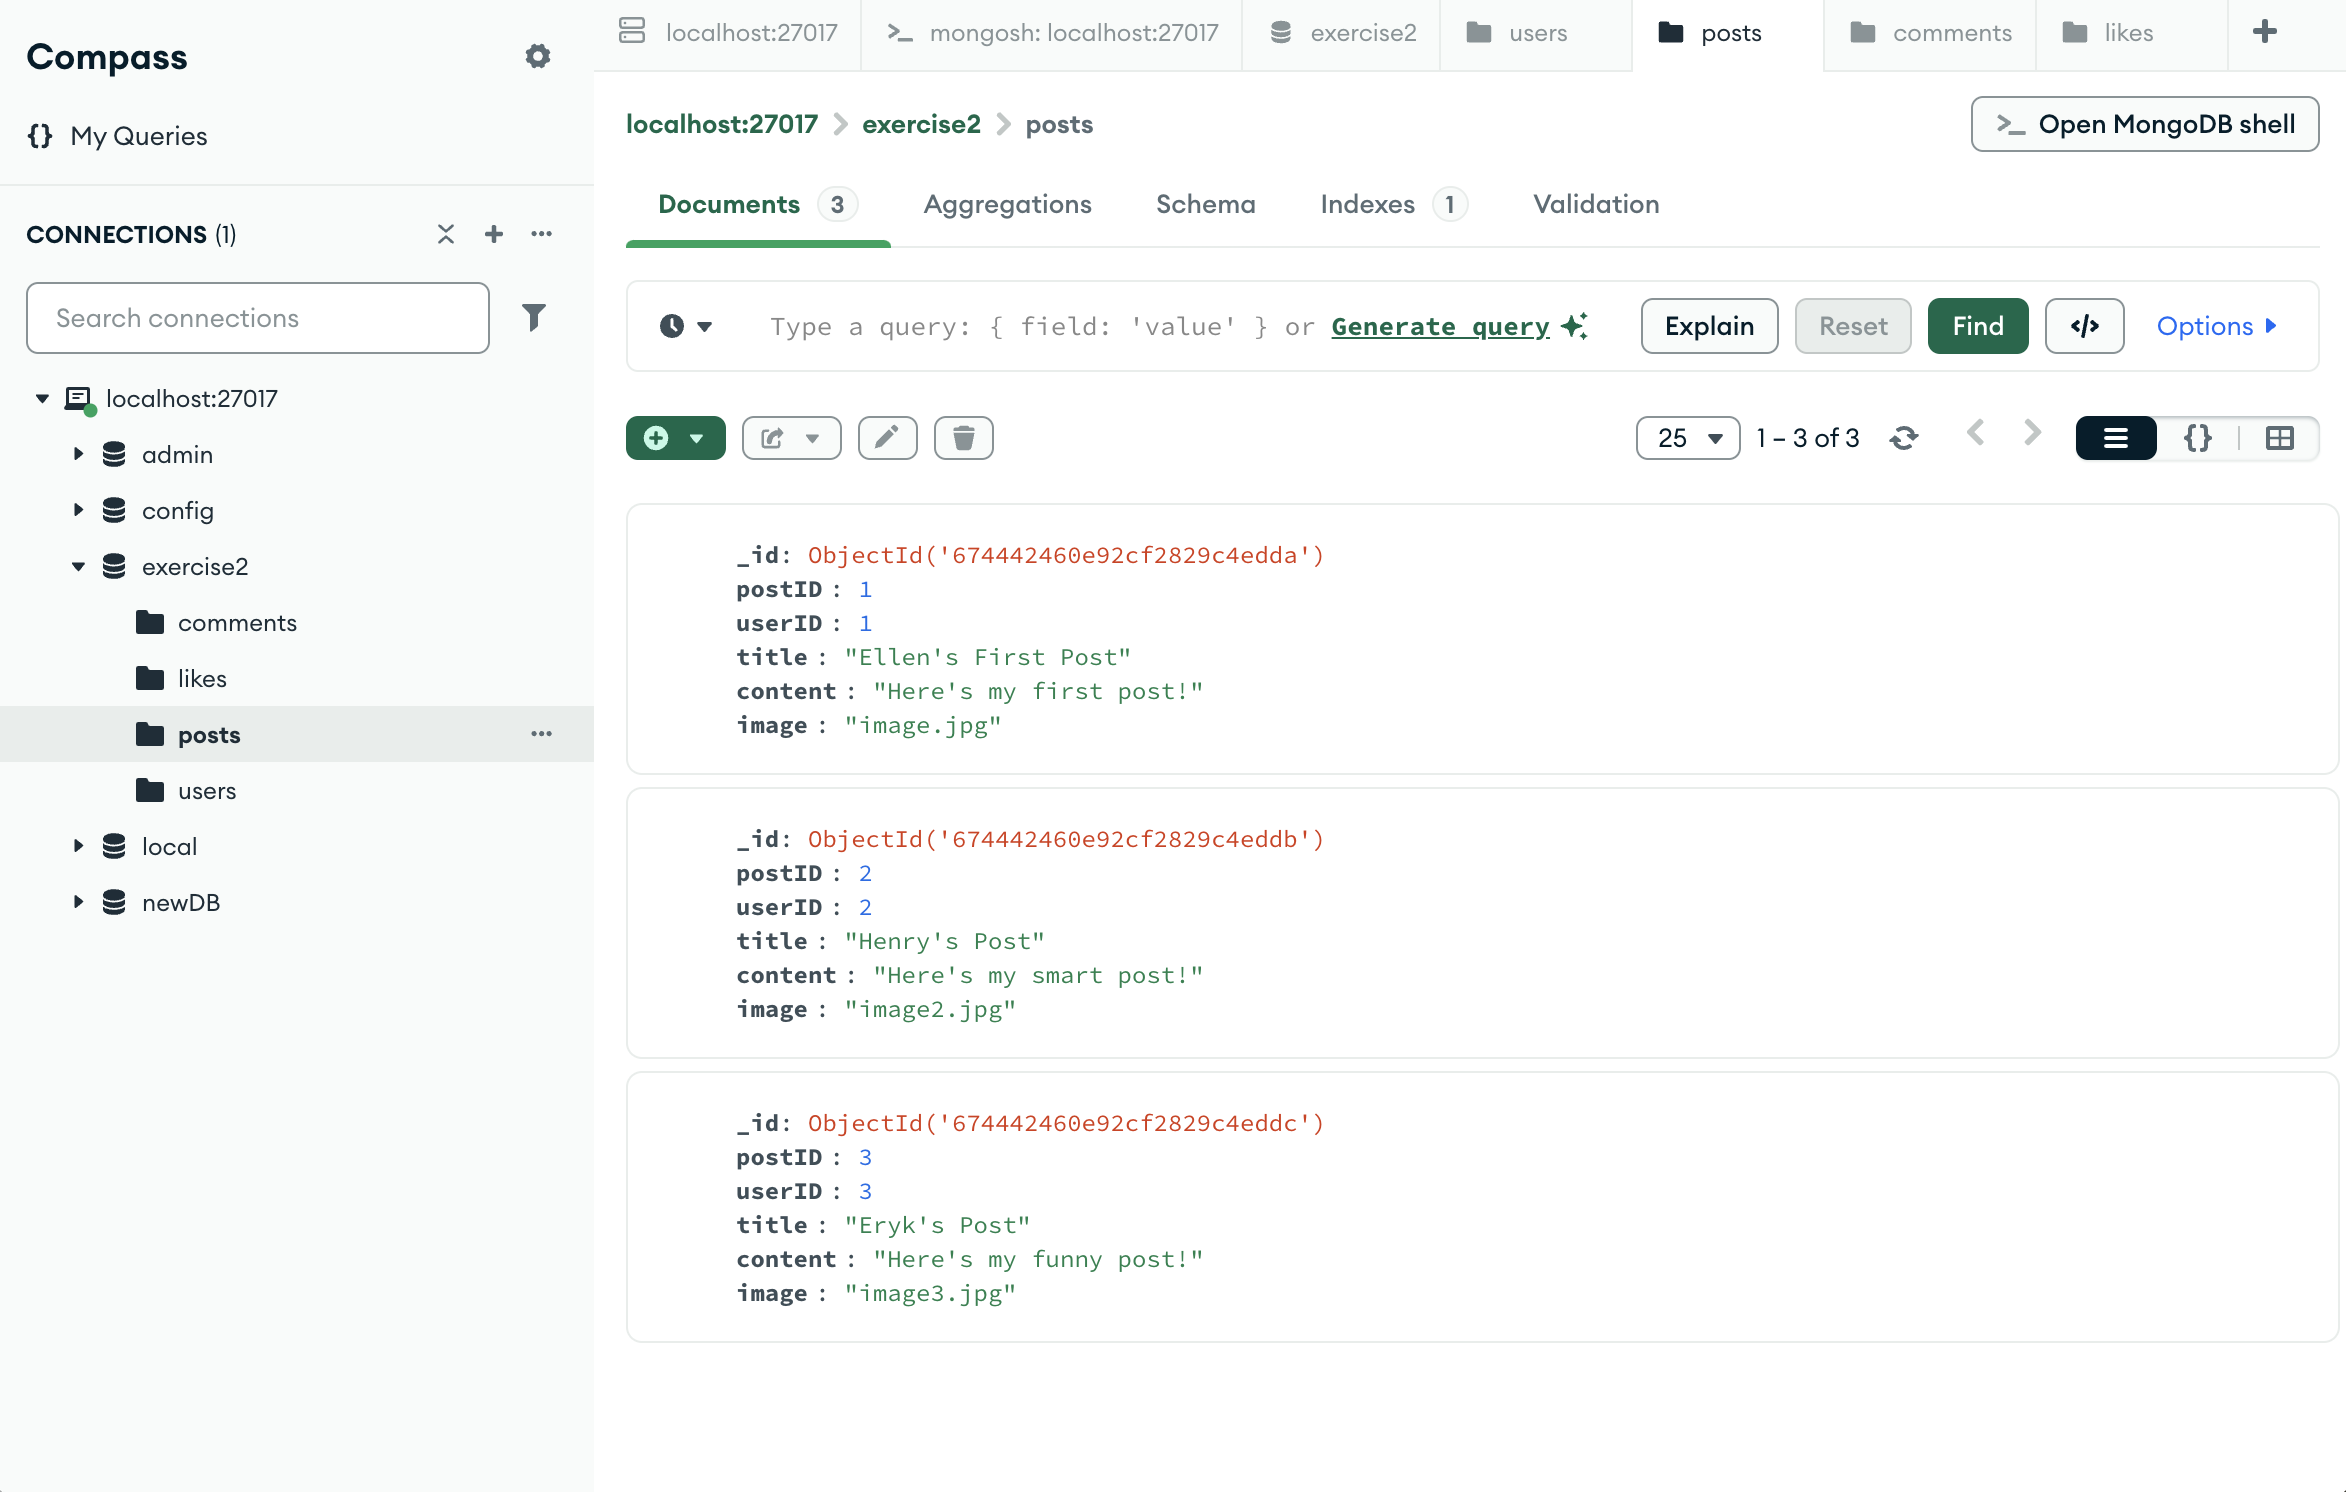 Compass
My Queries
CONNECTIONS (1)
Search connections
localhost:27017
admin
config
exercise2
comments
likes
posts
users
local
newDB
localhost:27017
mongosh: localhost:27017
exercise2
users
posts
comments
likes
localhost:27017 > exercise2 > posts
>_ Open MongoDB shell
Documents 3 Aggregations Schema Indexes 1 Validation
Type a query: { field: 'value' } or Generate query
Explain Reset Find </> Options
25 1 – 3 of 3 {}
_id: ObjectId('674442460e92cf2829c4edda')
postID : 1
userID : 1
title : "Ellen's First Post"
content : "Here's my first post!"
image : "image.jpg"
_id: ObjectId('674442460e92cf2829c4eddb')
postID : 2
userID : 2
title : "Henry's Post"
content : "Here's my smart post!"
image : "image2.jpg"
_id: ObjectId('674442460e92cf2829c4eddc')
postID : 3
userID : 3
title : "Eryk's Post"
content : "Here's my funny post!"
image : "image3.jpg"